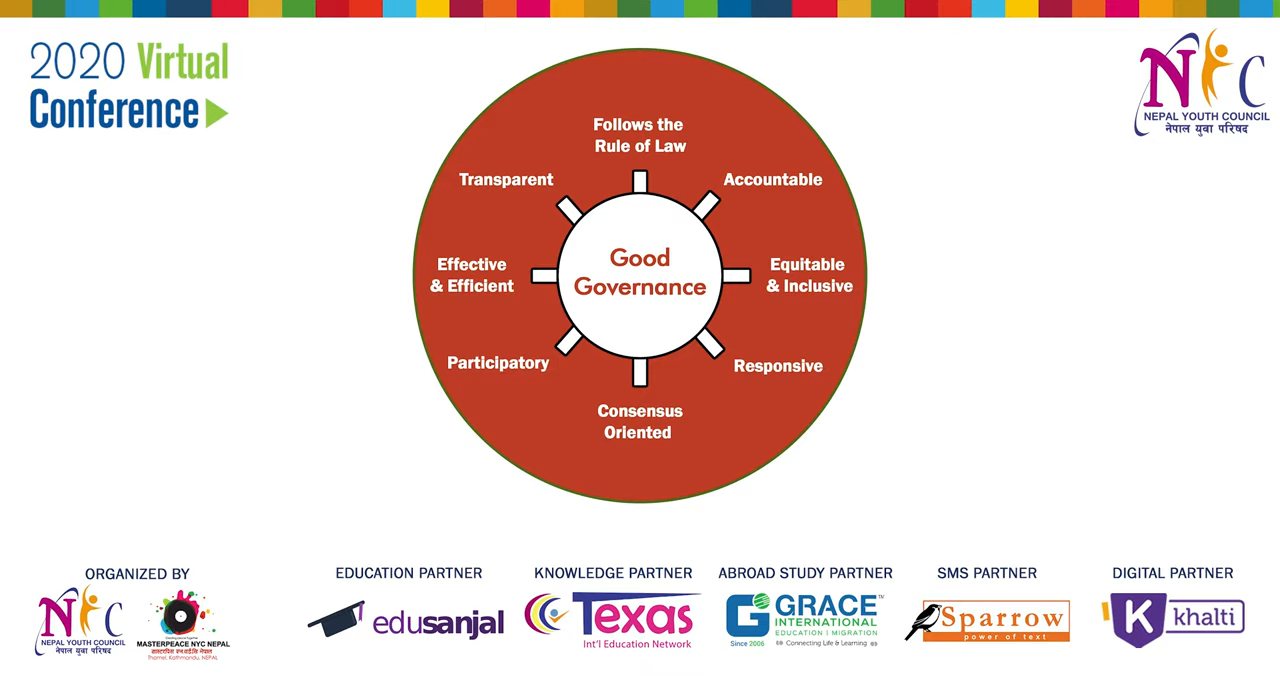 2020 Virtual
Conference
NYC
NEPAL YOUTH COUNCIL
नेपाल युवा परिषद
Follows the
Rule of Law
Transparent
Accountable
Effective
& Efficient
Good
Governance
Equitable
& Inclusive
Participatory
Responsive
Consensus
Oriented
ORGANIZED BY
NYC
NEPAL YOUTH COUNCIL
नेपाल युवा परिषद
MASTERPEACE NYC NEPAL
Thamel, Kathmandu, NEPAL
EDUCATION PARTNER
edusanjal
KNOWLEDGE PARTNER
Texas
Int'l Education Network
ABROAD STUDY PARTNER
G GRACE TM
INTERNATIONAL
EDUCATION | MIGRATION
Since 2006
Connecting Life & Learning
SMS PARTNER
Sparrow
power of text
DIGITAL PARTNER
K khalti